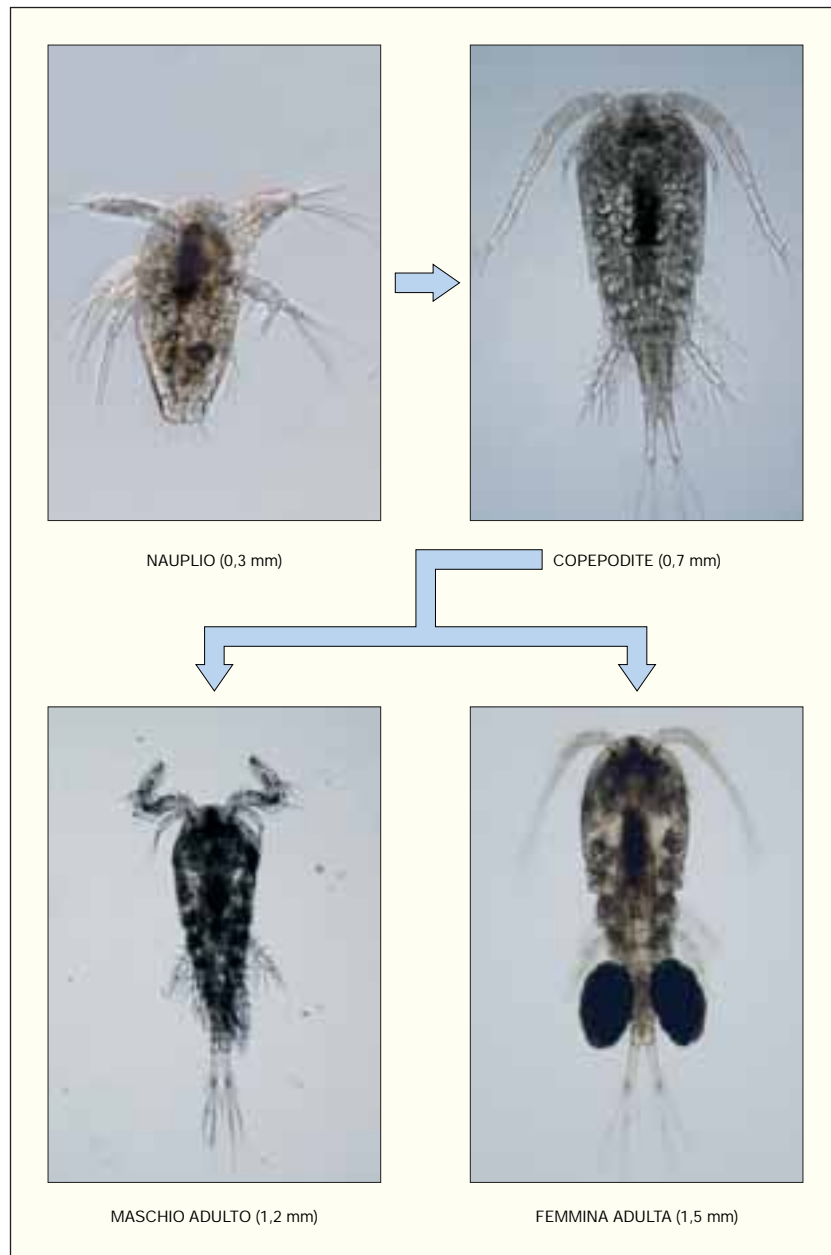 NAUPLIO (0,3 mm)
COPEPODITE (0,7 mm)
MASCHIO ADULTO (1,2 mm)
FEMMINA ADULTA (1,5 mm)